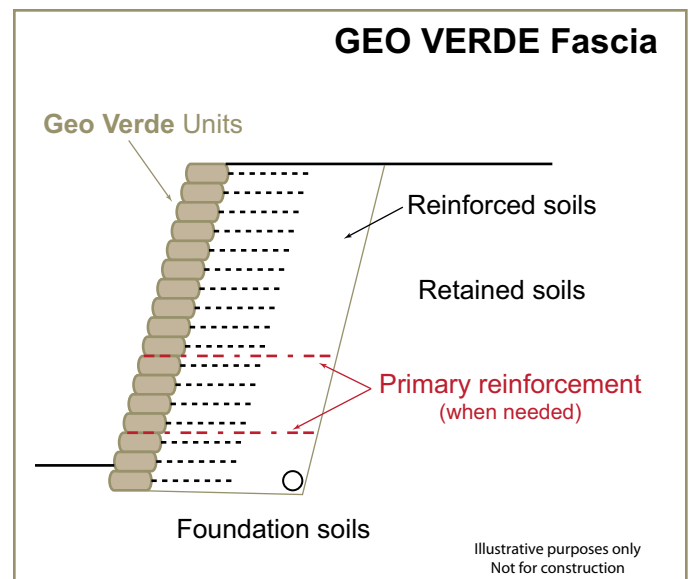 GEO VERDE Fascia
Geo Verde Units
Reinforced soils
Retained soils
Primary reinforcement
(when needed)
Foundation soils
Illustrative purposes only
Not for construction